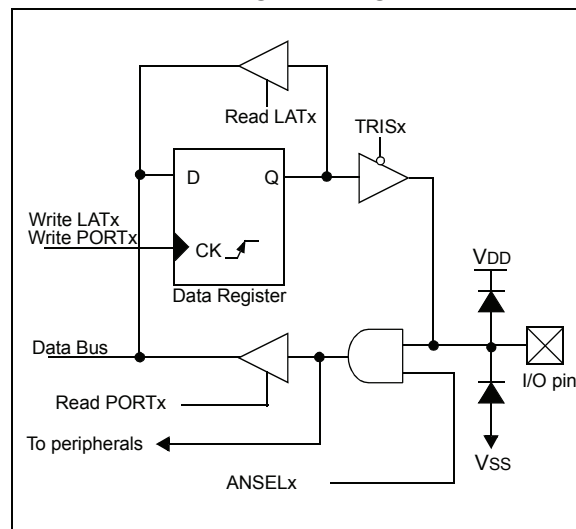 Read LATx
TRISx
D Q
Write LATx
Write PORTx
CK
Data Register
VDD
Data Bus
I/O pin
Read PORTx
To peripherals
VSS
ANSELx